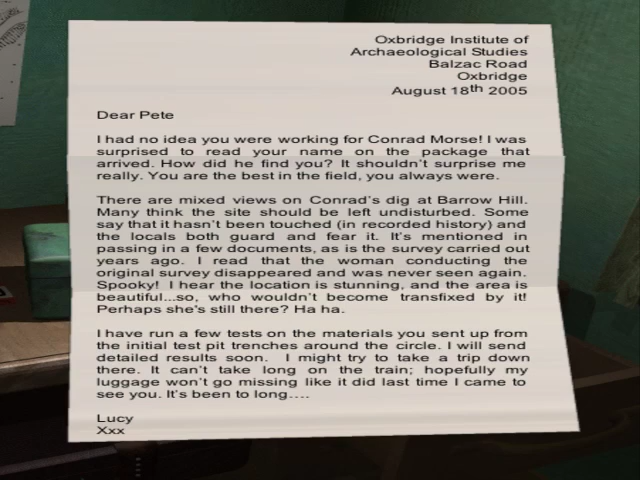 Oxbridge Institute of
Archaeological Studies
Balzac Road
Oxbridge
August 18th 2005
Dear Pete
I had no idea you were working for Conrad Morse! I was
surprised to read your name on the package that
arrived. How did he find you? It shouldn't surprise me
really. You are the best in the field, you always were.
There are mixed views on Conrad's dig at Barrow Hill.
Many think the site should be left undisturbed. Some
say that it hasn't been touched (in recorded history) and
the locals both guard and fear it. It's mentioned in
passing in a few documents, as is the survey carried out
years ago. I read that the woman conducting the
original survey disappeared and was never seen again.
Spooky! I hear the location is stunning, and the area is
beautiful...so, who wouldn't become transfixed by it!
Perhaps she's still there? Ha ha.
I have run a few tests on the materials you sent up from
the initial test pit trenches around the circle. I will send
detailed results soon. I might try to take a trip down
there. It can't take long on the train; hopefully my
luggage won't go missing like it did last time I came to
see you. It's been to long....
Lucy
Xxx